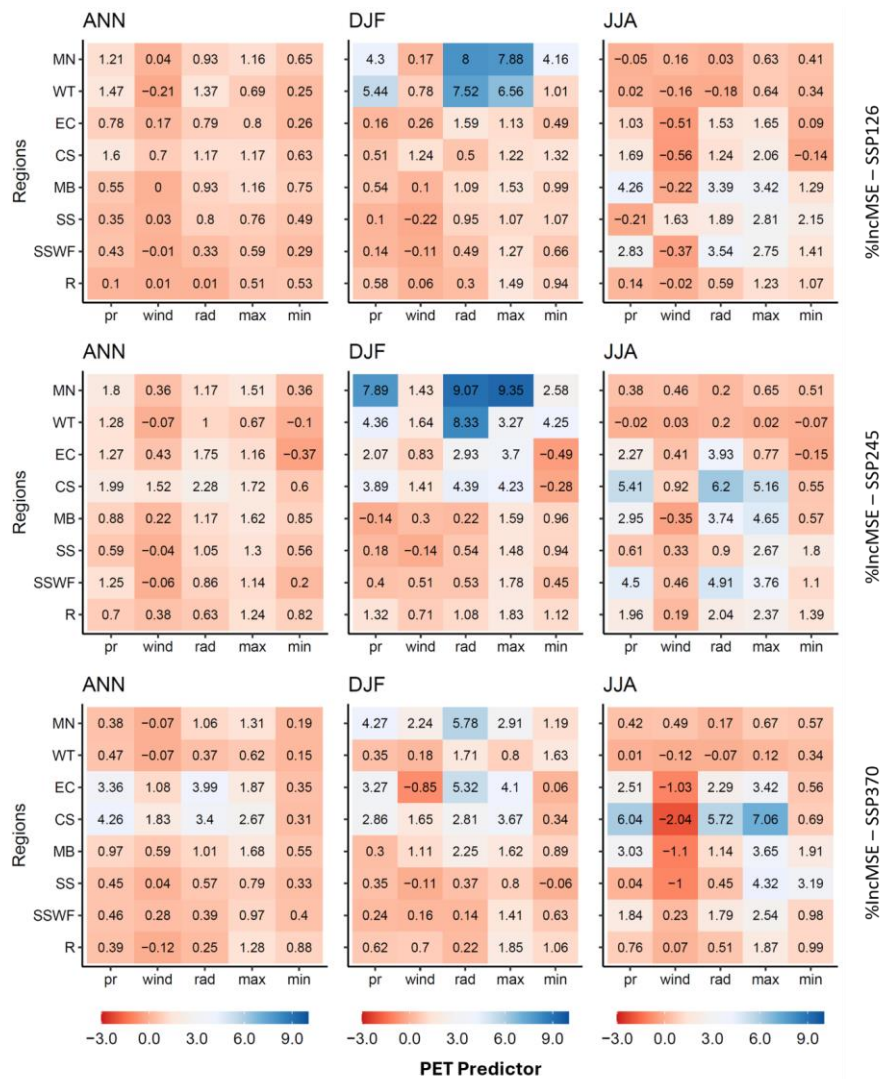 ANN DJF JJA
MN 1.21 0.04 0.93 1.16 0.65 4.3 0.17 8 7.88 4.16 −0.05 0.16 0.03 0.63 0.41
WT 1.47 −0.21 1.37 0.69 0.25 5.44 0.78 7.52 6.56 1.01 0.02 −0.16 −0.18 0.64 0.34
EC 0.78 0.17 0.79 0.8 0.26 0.16 0.26 1.59 1.13 0.49 1.03 −0.51 1.53 1.65 0.09
CS 1.6 0.7 1.17 1.17 0.63 0.51 1.24 0.5 1.22 1.32 1.69 −0.56 1.24 2.06 −0.14
MB 0.55 0 0.93 1.16 0.75 0.54 0.1 1.09 1.53 0.99 4.26 −0.22 3.39 3.42 1.29
SS 0.35 0.03 0.8 0.76 0.49 0.1 −0.22 0.95 1.07 1.07 −0.21 1.63 1.89 2.81 2.15
SSWF 0.43 −0.01 0.33 0.59 0.29 0.14 −0.11 0.49 1.27 0.66 2.83 −0.37 3.54 2.75 1.41
R 0.1 0.01 0.01 0.51 0.53 0.58 0.06 0.3 1.49 0.94 0.14 −0.02 0.59 1.23 1.07
pr wind rad max min pr wind rad max min pr wind rad max min
Regions
%IncMSE – SSP126
ANN DJF JJA
MN 1.8 0.36 1.17 1.51 0.36 7.89 1.43 9.07 9.35 2.58 0.38 0.46 0.2 0.65 0.51
WT 1.28 −0.07 1 0.67 −0.1 4.36 1.64 8.33 3.27 4.25 −0.02 0.03 0.2 0.02 −0.07
EC 1.27 0.43 1.75 1.16 −0.37 2.07 0.83 2.93 3.7 −0.49 2.27 0.41 3.93 0.77 −0.15
CS 1.99 1.52 2.28 1.72 0.6 3.89 1.41 4.39 4.23 −0.28 5.41 0.92 6.2 5.16 0.55
MB 0.88 0.22 1.17 1.62 0.85 −0.14 0.3 0.22 1.59 0.96 2.95 −0.35 3.74 4.65 0.57
SS 0.59 −0.04 1.05 1.3 0.56 0.18 −0.14 0.54 1.48 0.94 0.61 0.33 0.9 2.67 1.8
SSWF 1.25 −0.06 0.86 1.14 0.2 0.4 0.51 0.53 1.78 0.45 4.5 0.46 4.91 3.76 1.1
R 0.7 0.38 0.63 1.24 0.82 1.32 0.71 1.08 1.83 1.12 1.96 0.19 2.04 2.37 1.39
pr wind rad max min pr wind rad max min pr wind rad max min
Regions
%IncMSE – SSP245
ANN DJF JJA
MN 0.38 −0.07 1.06 1.31 0.19 4.27 2.24 5.78 2.91 1.19 0.42 0.49 0.17 0.67 0.57
WT 0.47 −0.07 0.37 0.62 0.15 0.35 0.18 1.71 0.8 1.63 0.01 −0.12 −0.07 0.12 0.34
EC 3.36 1.08 3.99 1.87 0.35 3.27 −0.85 5.32 4.1 0.06 2.51 −1.03 2.29 3.42 0.56
CS 4.26 1.83 3.4 2.67 0.31 2.86 1.65 2.81 3.67 0.34 6.04 −2.04 5.72 7.06 0.69
MB 0.97 0.59 1.01 1.68 0.55 0.3 1.11 2.25 1.62 0.89 3.03 −1.1 1.14 3.65 1.91
SS 0.45 0.04 0.57 0.79 0.33 0.35 −0.11 0.37 0.8 −0.06 0.04 −1 0.45 4.32 3.19
SSWF 0.46 0.28 0.39 0.97 0.4 0.24 0.16 0.14 1.41 0.63 1.84 0.23 1.79 2.54 0.98
R 0.39 −0.12 0.25 1.28 0.88 0.62 0.7 0.22 1.85 1.06 0.76 0.07 0.51 1.87 0.99
pr wind rad max min pr wind rad max min pr wind rad max min
Regions
%IncMSE – SSP370
−3.0 0.0 3.0 6.0 9.0 −3.0 0.0 3.0 6.0 9.0 −3.0 0.0 3.0 6.0 9.0
PET Predictor